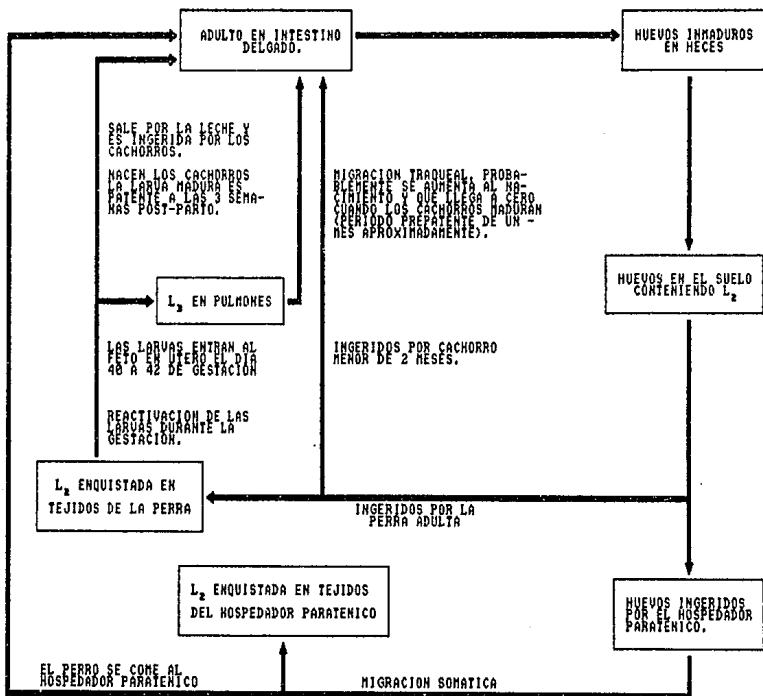 ADULTO EN INTESTINO
DELGADO.
HUEVOS INMADUROS
EN HECES
SALE POR LA LECHE Y
ES INGERIDA POR LOS
CACHORROS.
NACEN LOS CACHORROS
LA LARVA MADURA ES
PATENTE A LAS 3 SEMA-
NAS POST-PARTO.
MIGRACION TRAQUEAL, PROBA-
BLEMENTE SE AUMENTA AL NA-
CIMIENTO Y QUE LLEGA A CERO
CUANDO LOS CACHORROS MADURAN
(PERIODO PREPATENTE DE UN -
MES APROXIMADAMENTE).
L₃ EN PULMONES
HUEVOS EN EL SUELO
CONTENIENDO L₂
LAS LARVAS ENTRAN AL
FETO EN UTERO EL DIA
40 A 42 DE GESTACION
INGERIDOS POR CACHORRO
MENOR DE 2 MESES.
REACTIVACION DE LAS
LARVAS DURANTE LA
GESTACION.
L₂ ENQUISTADA EN
TEJIDOS DE LA PERRA
INGERIDOS POR LA
PERRA ADULTA
L₂ ENQUISTADA EN TEJIDOS
DEL HOSPEDADOR PARATENICO
HUEVOS INGERIDOS
POR EL HOSPEDADOR
PARATENICO.
EL PERRO SE COME AL
HOSPEDADOR PARATENICO
MIGRACION SOMATICA